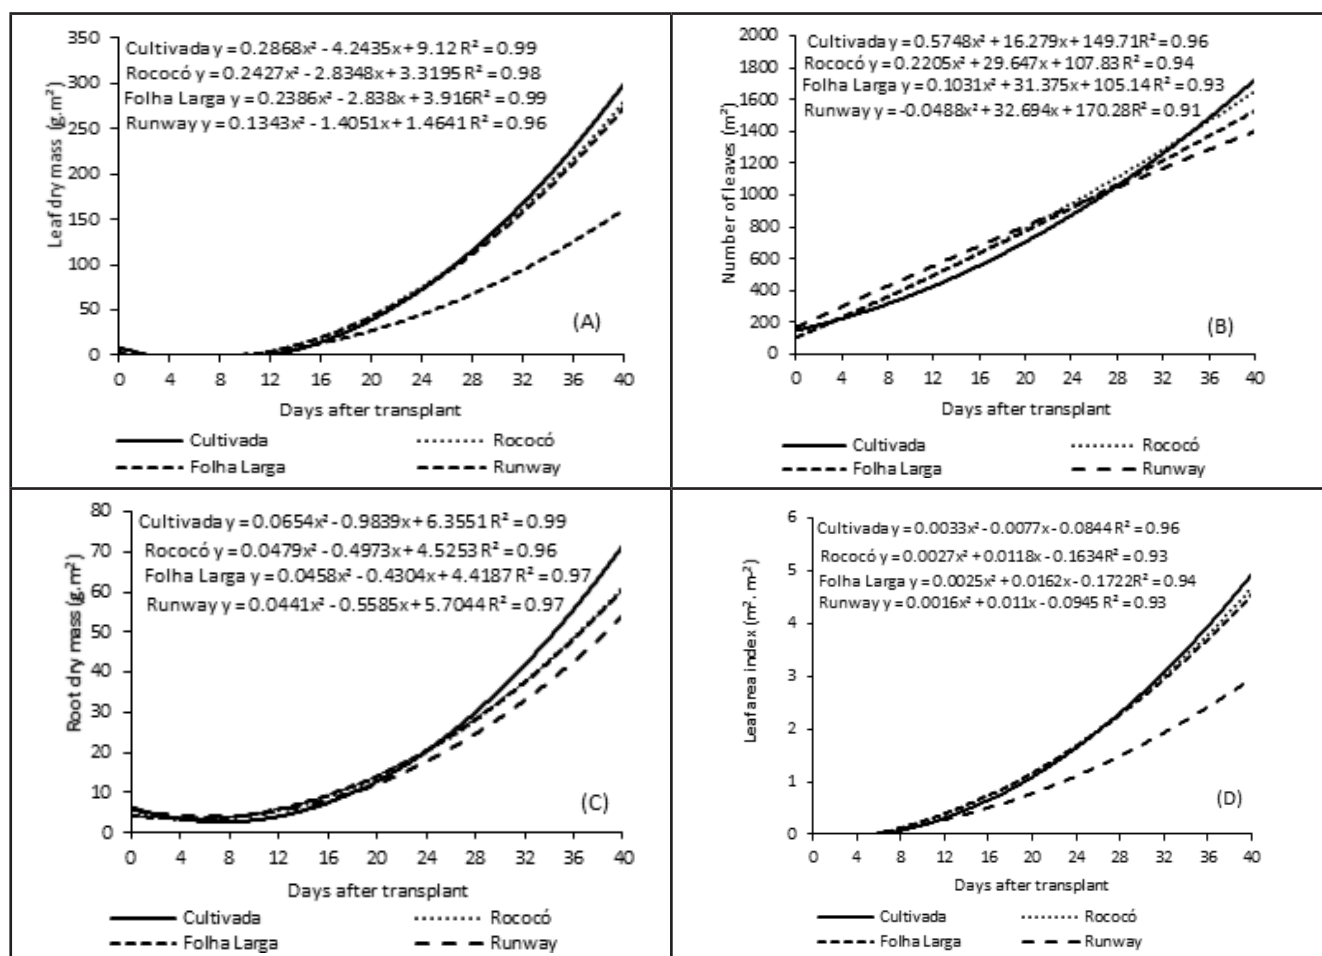 Cultivada y = 0.2868x² - 4.2435x + 9.12 R² = 0.99
Rococó y = 0.2427x² - 2.8348x + 3.3195 R² = 0.98
Folha Larga y = 0.2386x² - 2.838x + 3.916R² = 0.99
Runway y = 0.1343x² - 1.4051x + 1.4641 R² = 0.96
Leaf dry mass (g.m²)
350
300
250
200
150
100
50
0
0 4 8 12 16 20 24 28 32 36 40
(A)
Days after transplant
Cultivada Rococó
Folha Larga Runway
Cultivada y = 0.5748x² + 16.279x + 149.71R² = 0.96
Rococó y = 0.2205x² + 29.647x + 107.83 R² = 0.94
Folha Larga y = 0.1031x² + 31.375x + 105.14 R² = 0.93
Runway y = -0.0488x² + 32.694x + 170.28R² = 0.91
Number of leaves (m²)
2000
1800
1600
1400
1200
1000
800
600
400
200
0
0 4 8 12 16 20 24 28 32 36 40
(B)
Days after transplant
Cultivada Rococó
Folha Larga Runway
Cultivada y = 0.0654x² - 0.9839x + 6.3551 R² = 0.99
Rococó y = 0.0479x² - 0.4973x + 4.5253 R² = 0.96
Folha Larga y = 0.0458x² - 0.4304x + 4.4187 R² = 0.97
Runway y = 0.0441x² - 0.5585x + 5.7044 R² = 0.97
Root dry mass (g.m²)
80
70
60
50
40
30
20
10
0
0 4 8 12 16 20 24 28 32 36 40
(C)
Days after transplant
Cultivada Rococó
Folha Larga Runway
Cultivada y = 0.0033x² - 0.0077x - 0.0844 R² = 0.96
Rococó y = 0.0027x² + 0.0118x - 0.1634R² = 0.93
Folha Larga y = 0.0025x² + 0.0162x - 0.1722R² = 0.94
Runway y = 0.0016x² + 0.011x - 0.0945 R² = 0.93
Leaf area index (m². m-²)
6
5
4
3
2
1
0
0 4 8 12 16 20 24 28 32 36 40
(D)
Days after transplant
Cultivada Rococó
Folha Larga Runway